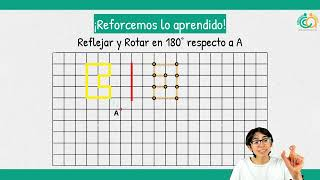 ¡Reforcemos lo aprendido!
Reflejar y Rotar en 180° respecto a A
A